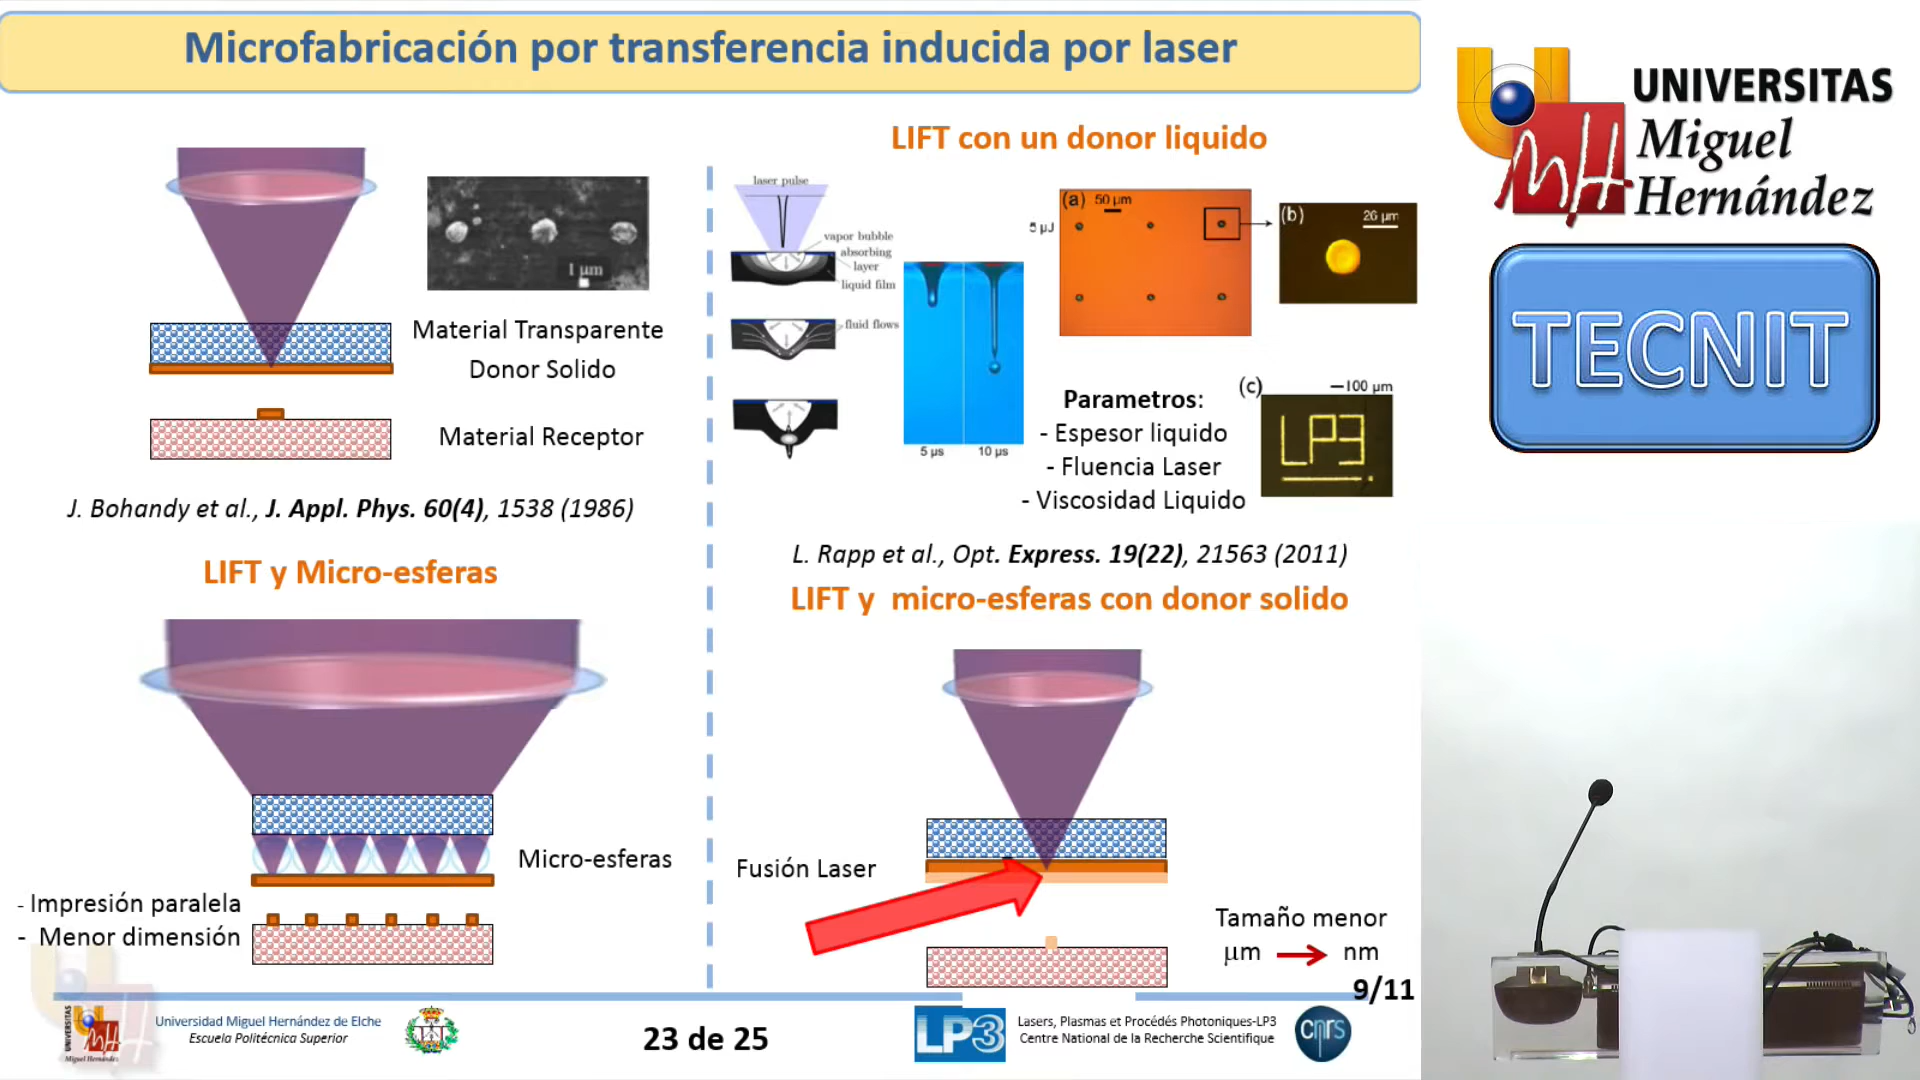 Microfabricación por transferencia inducida por laser
1 µm
Material Transparente
Donor Solido
Material Receptor
J. Bohandy et al., J. Appl. Phys. 60(4), 1538 (1986)
LIFT con un donor liquido
laser pulse
vapor bubble
absorbing
layer
liquid film
fluid flows
5 µs
10 µs
5 µJ
(a) 50 µm
(b)
26 µm
(c)
100 µm
LP3
Parametros:
- Espesor liquido
- Fluencia Laser
- Viscosidad Liquido
L. Rapp et al., Opt. Express. 19(22), 21563 (2011)
LIFT y Micro-esferas
Micro-esferas
- Impresión paralela
- Menor dimensión
LIFT y micro-esferas con donor solido
Fusión Laser
Tamaño menor
µm nm
9/11
UNIVERSITAS
Miguel Hernández
Universidad Miguel Hernández de Elche
Escuela Politécnica Superior
23 de 25
LP3
Lasers, Plasmas et Procédés Photoniques-LP3
Centre National de la Recherche Scientifique
cnrs
UNIVERSITAS
Miguel
Hernández
TECNIT